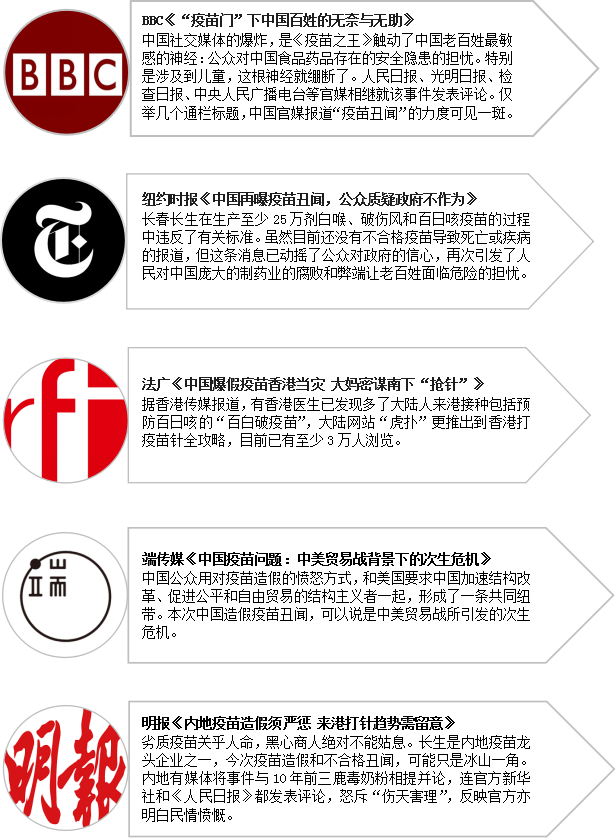 BBC
BBC《“疫苗门”下中国百姓的无奈与无助》
中国社交媒体的爆炸，是《疫苗之王》触动了中国老百姓最敏
感的神经：公众对中国食品药品存在的安全隐患的担忧。特别
是涉及到儿童，这根神经就绷断了。人民日报、光明日报、检
查日报、中央人民广播电台等官媒相继就该事件发表评论。仅
举几个通栏标题，中国官媒报道“疫苗丑闻”的力度可见一斑。
纽约时报《中国再曝疫苗丑闻，公众质疑政府不作为》
长春长生在生产至少 25 万剂白喉、破伤风和百日咳疫苗的过程
中违反了有关标准。虽然目前还没有不合格疫苗导致死亡或疾病
的报道，但这条消息已动摇了公众对政府的信心，再次引发了人
民对中国庞大的制药业的腐败和弊端让老百姓面临危险的担忧。
rfi
法广《中国爆假疫苗香港当灾 大妈密谋南下“抢针”》
据香港传媒报道，有香港医生已发现多了大陆人来港接种包括预
防百日咳的“百白破疫苗”，大陆网站“虎扑”更推出到香港打
疫苗针全攻略，目前已有至少 3 万人浏览。
端
端传媒《中国疫苗问题：中美贸易战背景下的次生危机》
中国公众用对疫苗造假的愤怒方式，和美国要求中国加速结构改
革、促进公平和自由贸易的结构主义者一起，形成了一条共同纽
带。本次中国造假疫苗丑闻，可以说是中美贸易战所引发的次生
危机。
明報
明报《内地疫苗造假须严惩 来港打针趋势需留意》
劣质疫苗关乎人命，黑心商人绝对不能姑息。长生是内地疫苗龙
头企业之一，今次疫苗造假和不合格丑闻，可能只是冰山一角。
内地有媒体将事件与 10 年前三鹿毒奶粉相提并论，连官方新华
社和《人民日报》都发表评论，怒斥“伤天害理”，反映官方亦
明白民情愤慨。